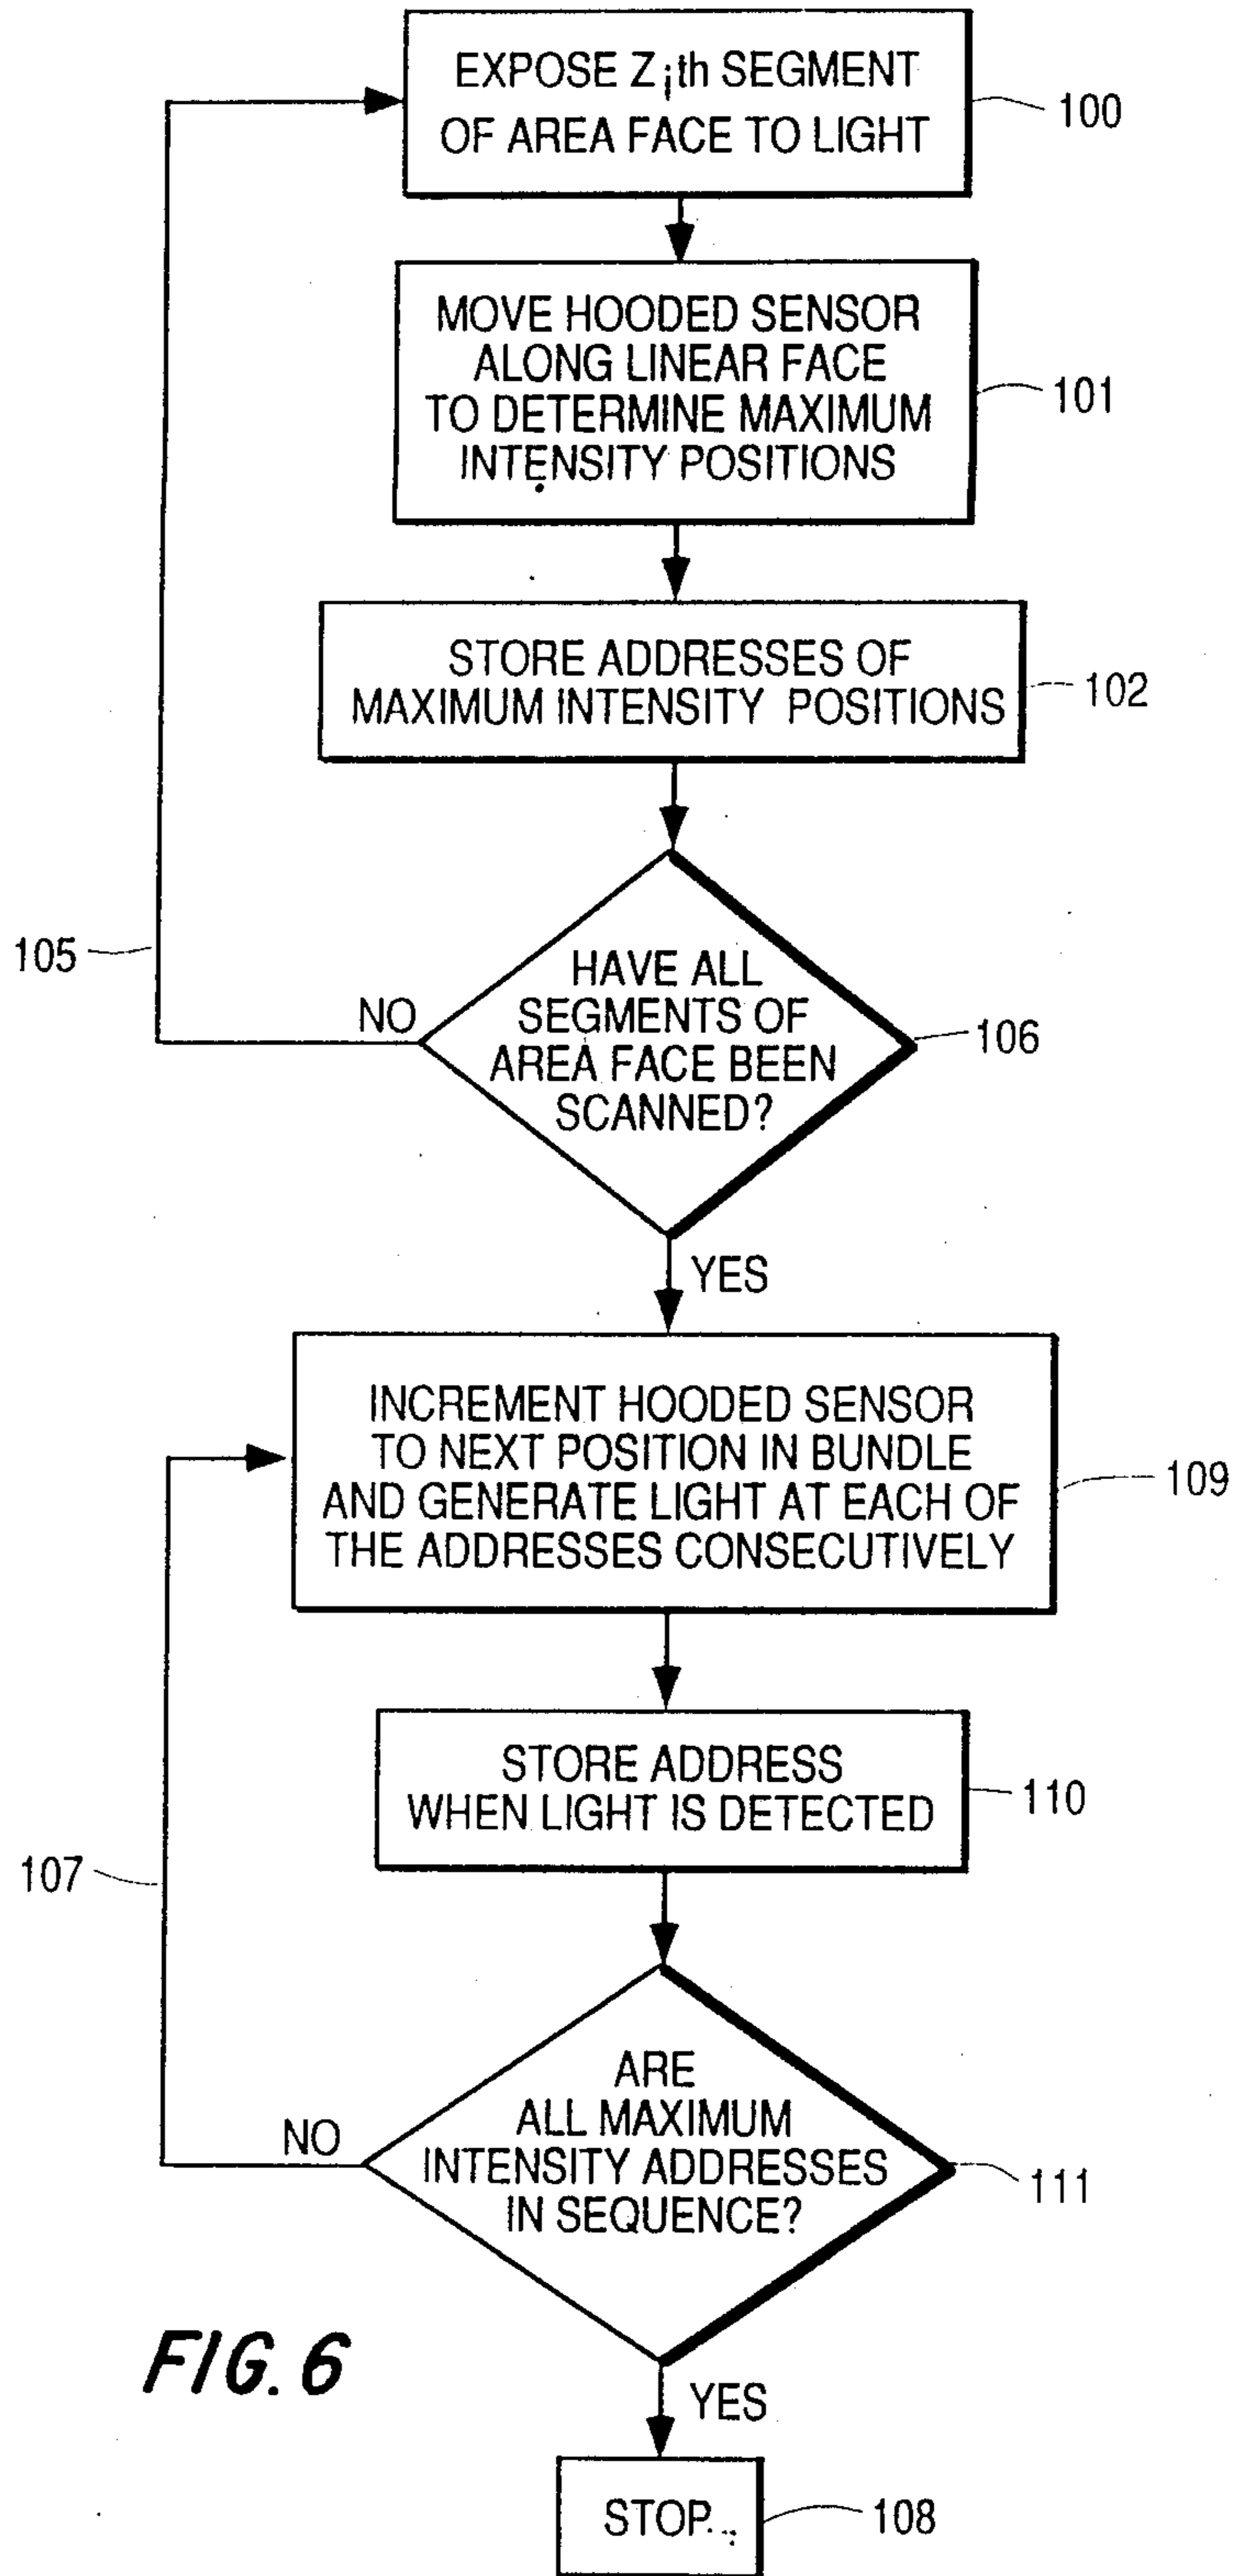 EXPOSE Zith SEGMENT
OF AREA FACE TO LIGHT
100
MOVE HOODED SENSOR
ALONG LINEAR FACE
TO DETERMINE MAXIMUM
INTENSITY POSITIONS
101
STORE ADDRESSES OF
MAXIMUM INTENSITY POSITIONS
102
105
NO
HAVE ALL
SEGMENTS OF
AREA FACE BEEN
SCANNED?
106
YES
INCREMENT HOODED SENSOR
TO NEXT POSITION IN BUNDLE
AND GENERATE LIGHT AT EACH OF
THE ADDRESSES CONSECUTIVELY
109
STORE ADDRESS
WHEN LIGHT IS DETECTED
110
107
NO
ARE
ALL MAXIMUM
INTENSITY ADDRESSES
IN SEQUENCE?
111
YES
STOP
108
FIG. 6